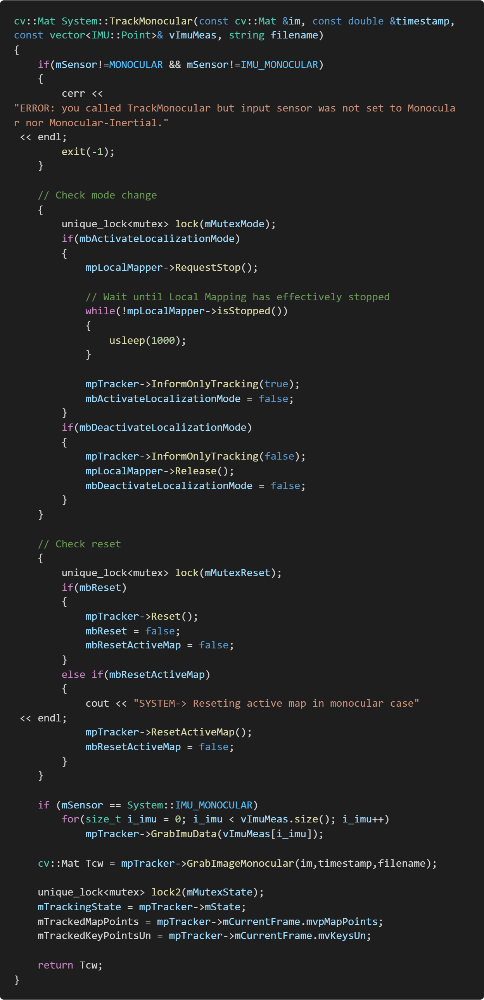 cv::Mat System::TrackMonocular(const cv::Mat &im, const double &timestamp,
const vector<IMU::Point>& vImuMeas, string filename)
{
    if(mSensor!=MONOCULAR && mSensor!=IMU_MONOCULAR)
    {
        cerr <<
"ERROR: you called TrackMonocular but input sensor was not set to Monocula
r nor Monocular-Inertial."
 << endl;
        exit(-1);
    }

    // Check mode change
    {
        unique_lock<mutex> lock(mMutexMode);
        if(mbActivateLocalizationMode)
        {
            mpLocalMapper->RequestStop();

            // Wait until Local Mapping has effectively stopped
            while(!mpLocalMapper->isStopped())
            {
                usleep(1000);
            }

            mpTracker->InformOnlyTracking(true);
            mbActivateLocalizationMode = false;
        }
        if(mbDeactivateLocalizationMode)
        {
            mpTracker->InformOnlyTracking(false);
            mpLocalMapper->Release();
            mbDeactivateLocalizationMode = false;
        }
    }

    // Check reset
    {
        unique_lock<mutex> lock(mMutexReset);
        if(mbReset)
        {
            mpTracker->Reset();
            mbReset = false;
            mbResetActiveMap = false;
        }
        else if(mbResetActiveMap)
        {
            cout << "SYSTEM-> Reseting active map in monocular case"
 << endl;
            mpTracker->ResetActiveMap();
            mbResetActiveMap = false;
        }
    }

    if (mSensor == System::IMU_MONOCULAR)
        for(size_t i_imu = 0; i_imu < vImuMeas.size(); i_imu++)
            mpTracker->GrabImuData(vImuMeas[i_imu]);

    cv::Mat Tcw = mpTracker->GrabImageMonocular(im,timestamp,filename);

    unique_lock<mutex> lock2(mMutexState);
    mTrackingState = mpTracker->mState;
    mTrackedMapPoints = mpTracker->mCurrentFrame.mvpMapPoints;
    mTrackedKeyPointsUn = mpTracker->mCurrentFrame.mvKeysUn;

    return Tcw;
}